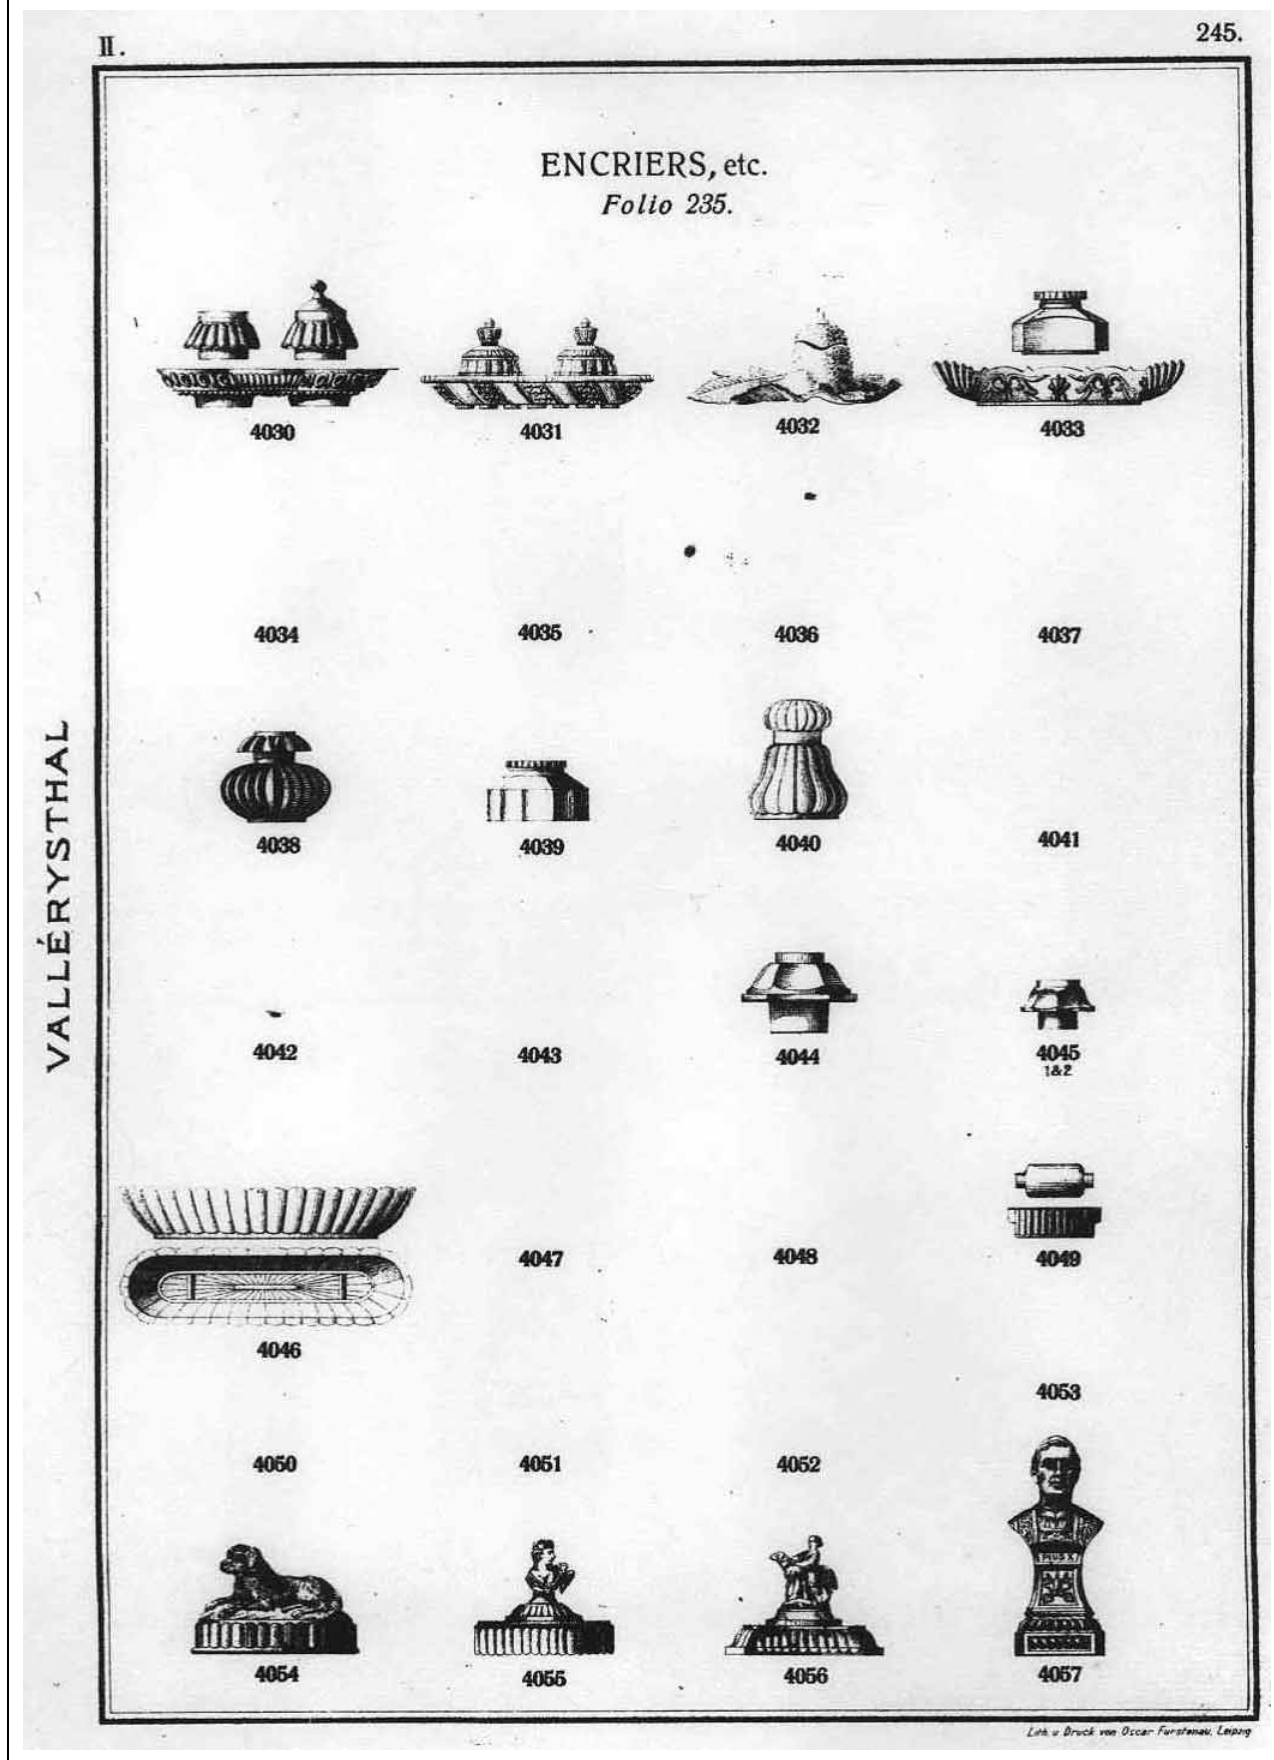 II.
245.
ENCRIERS, etc.
Folio 235.
4030 4031 4032 4033
4034 4035 4036 4037
4038 4039 4040 4041
4042 4043 4044 4045
1&2
4047 4048 4049
4046
4053
4050 4051 4052
PIUS X
4054 4055 4056 4057
VALLÉRYSTHAL
Lith. u. Druck von Oscar Furstenau, Leipzig